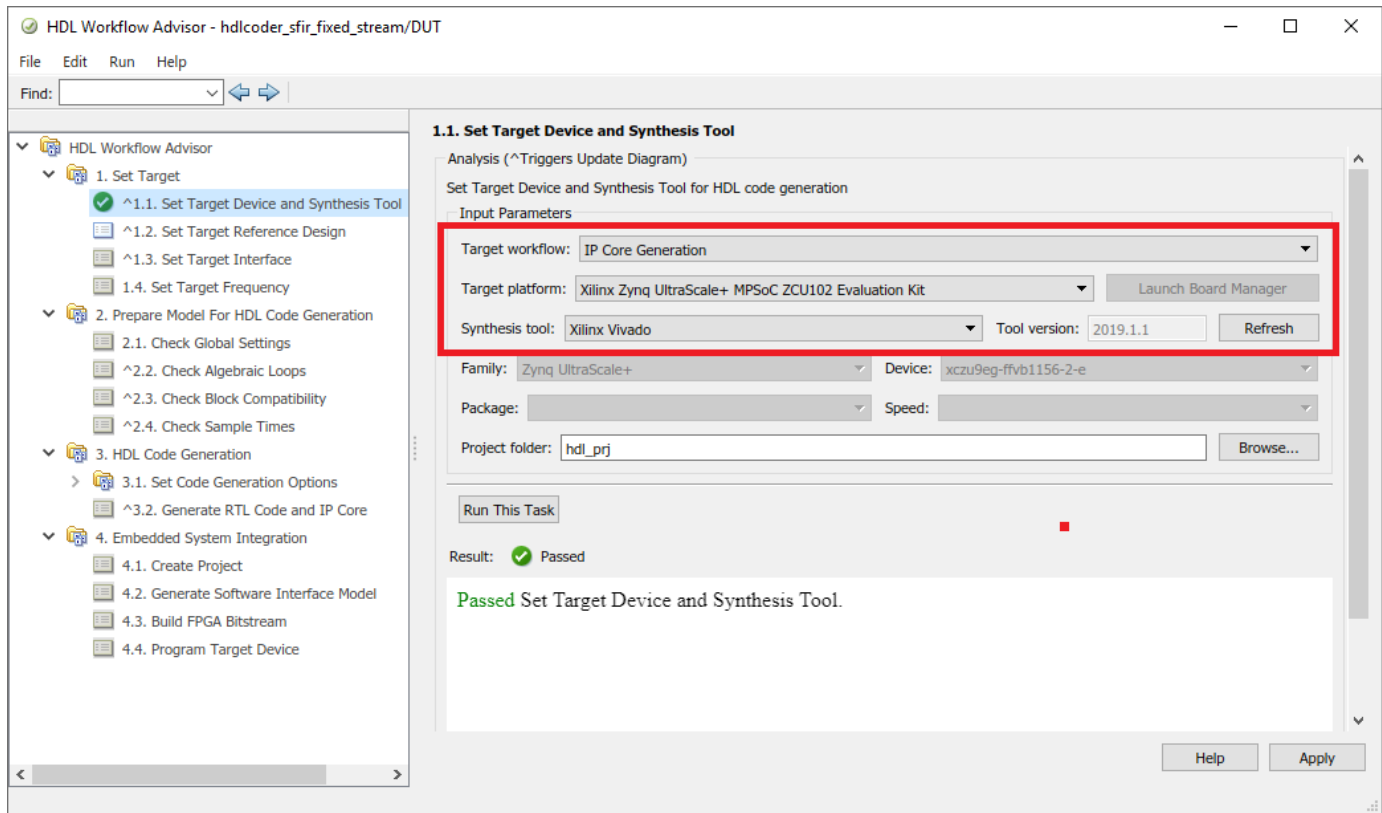 HDL Workflow Advisor - hdlcoder_sfir_fixed_stream/DUT
File Edit Run Help
Find:
HDL Workflow Advisor
1. Set Target
^1.1. Set Target Device and Synthesis Tool
^1.2. Set Target Reference Design
^1.3. Set Target Interface
1.4. Set Target Frequency
2. Prepare Model For HDL Code Generation
2.1. Check Global Settings
^2.2. Check Algebraic Loops
^2.3. Check Block Compatibility
^2.4. Check Sample Times
3. HDL Code Generation
3.1. Set Code Generation Options
^3.2. Generate RTL Code and IP Core
4. Embedded System Integration
4.1. Create Project
4.2. Generate Software Interface Model
4.3. Build FPGA Bitstream
4.4. Program Target Device
1.1. Set Target Device and Synthesis Tool
Analysis (^Triggers Update Diagram)
Set Target Device and Synthesis Tool for HDL code generation
Input Parameters
Target workflow: IP Core Generation
Target platform: Xilinx Zynq UltraScale+ MPSoC ZCU102 Evaluation Kit Launch Board Manager
Synthesis tool: Xilinx Vivado Tool version: 2019.1.1 Refresh
Family: Zynq UltraScale+ Device: xczu9eg-ffvb1156-2-e
Package: Speed:
Project folder: hdl_prj Browse...
Run This Task
Result: Passed
Passed Set Target Device and Synthesis Tool.
Help Apply